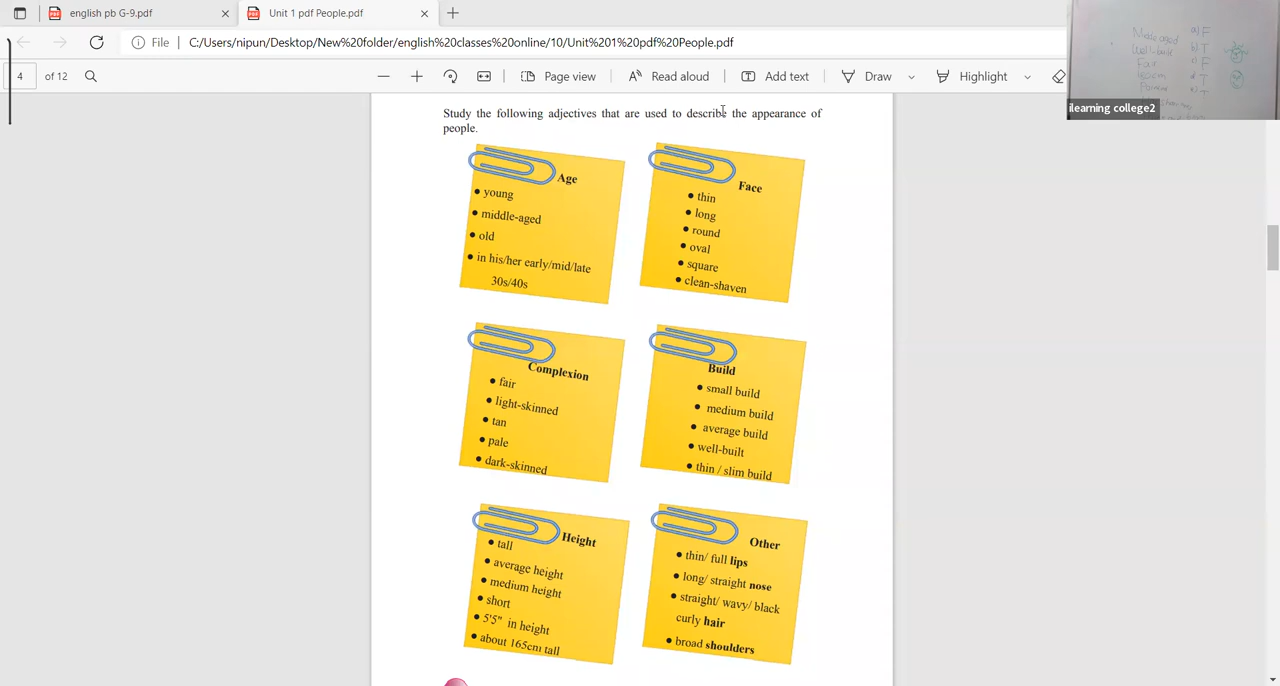 english pb G-9.pdf
Unit 1 pdf People.pdf
File
C:/Users/nipun/Desktop/New%20folder/english%20classes%20online/10/Unit%201%20pdf%20People.pdf
4 of 12
Page view
Read aloud
Add text
Draw
Highlight
Middle aged a) F
Well-built b) T
Fair c) F
T
T
ilearning college2
Study the following adjectives that are used to describe the appearance of
people.
Age
• young
• middle-aged
• old
• in his/her early/mid/late
30s/40s
Face
• thin
• long
• round
• oval
• square
• clean-shaven
Complexion
• fair
• light-skinned
• tan
• pale
• dark-skinned
Build
• small build
• medium build
• average build
• well-built
• thin / slim build
Height
• tall
• average height
• medium height
• short
• 5'5" in height
• about 165cm tall
Other
• thin/ full lips
• long/ straight nose
• straight/ wavy/ black
curly hair
• broad shoulders